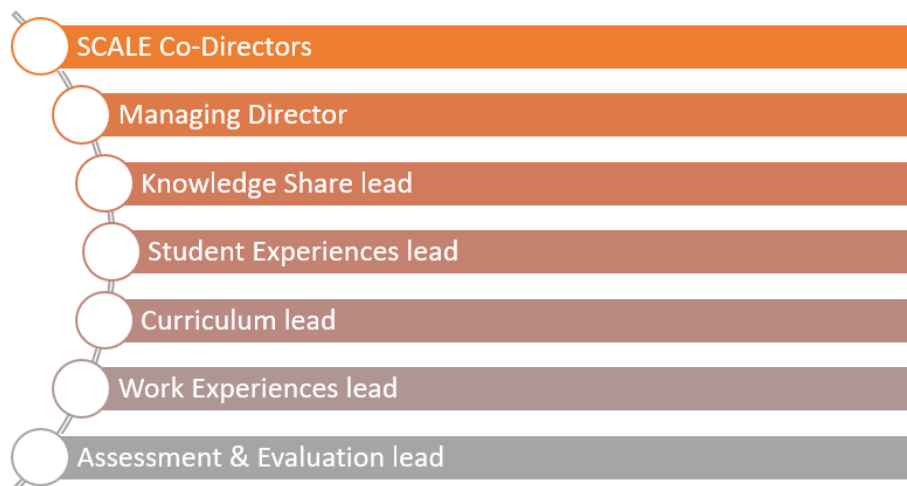 SCALE Co-Directors
Managing Director
Knowledge Share lead
Student Experiences lead
Curriculum lead
Work Experiences lead
Assessment & Evaluation lead